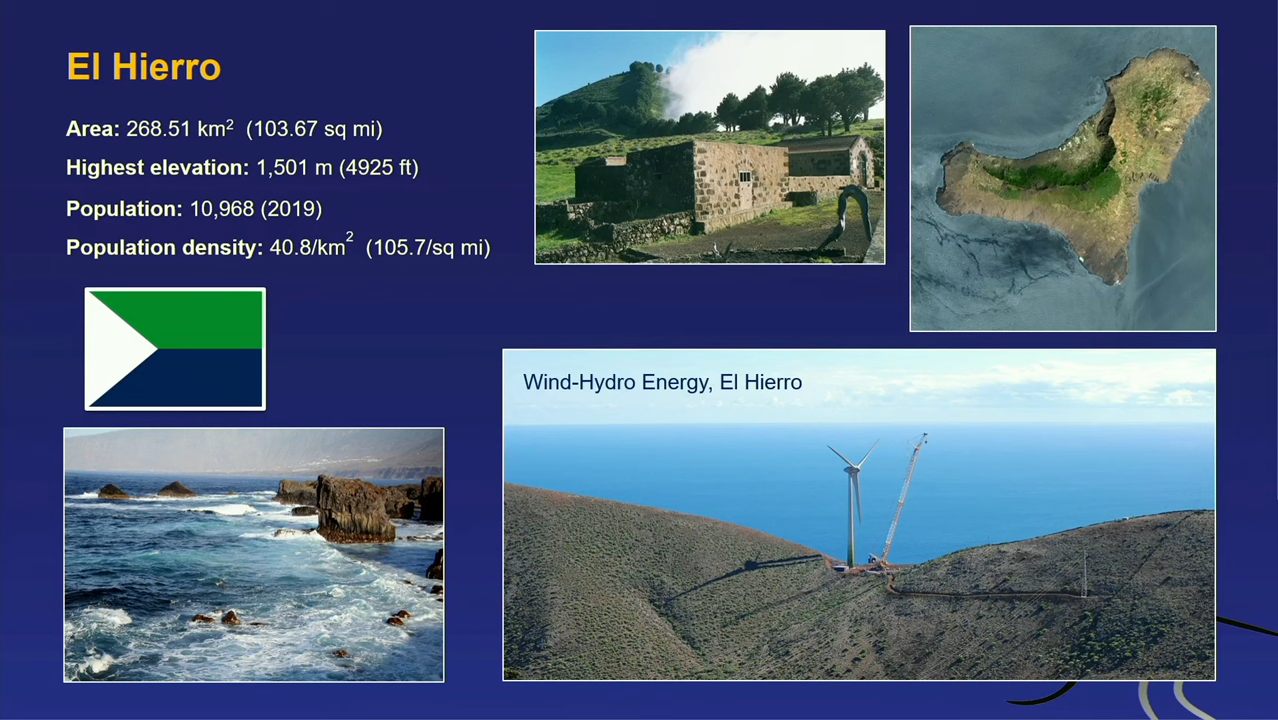 El Hierro
Area: 268.51 km² (103.67 sq mi)
Highest elevation: 1,501 m (4925 ft)
Population: 10,968 (2019)
Population density: 40.8/km² (105.7/sq mi)
Wind-Hydro Energy, El Hierro